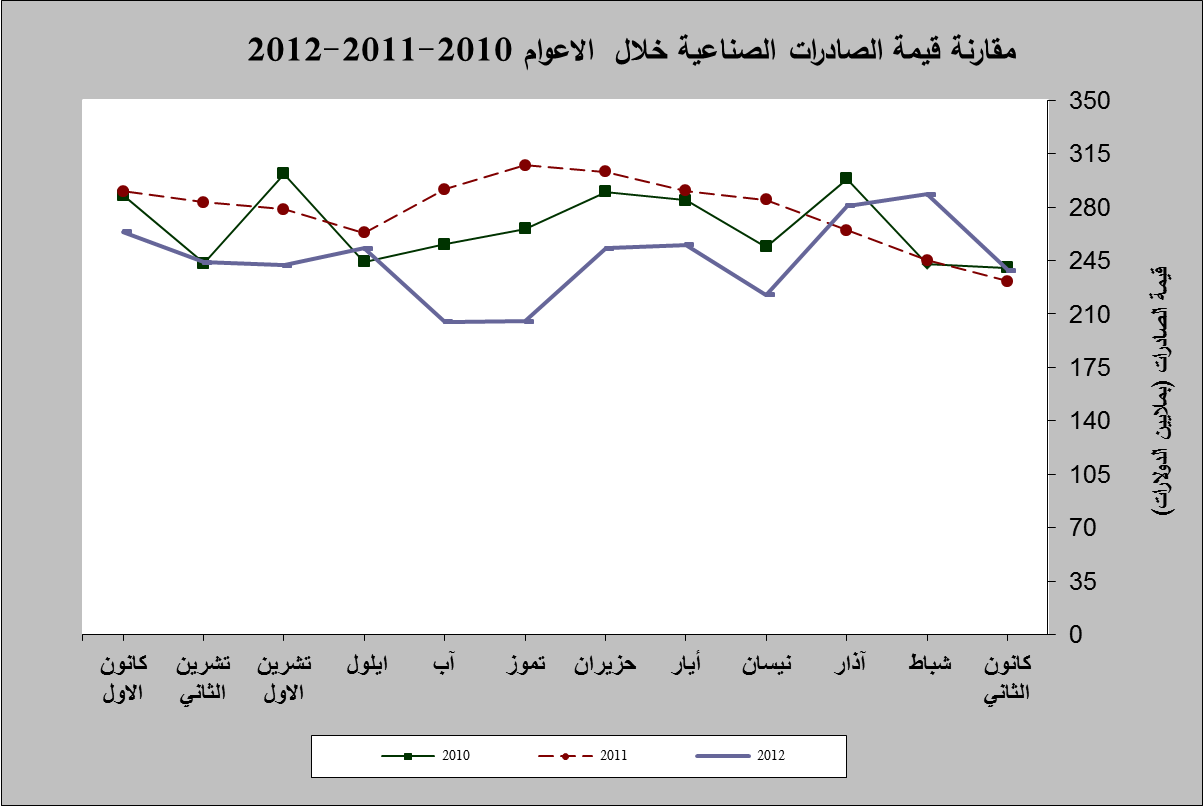 مقارنة قيمة الصادرات الصناعية خلال الاعوام 2010-2011-2012
350
315
280
245
210
175
140
105
70
35
0
قيمة الصادرات (بملايين الدولارات)
كانون الثاني
شباط
آذار
نيسان
أيار
حزيران
تموز
آب
ايلول
تشرين الاول
تشرين الثاني
كانون الاول
2010
2011
2012